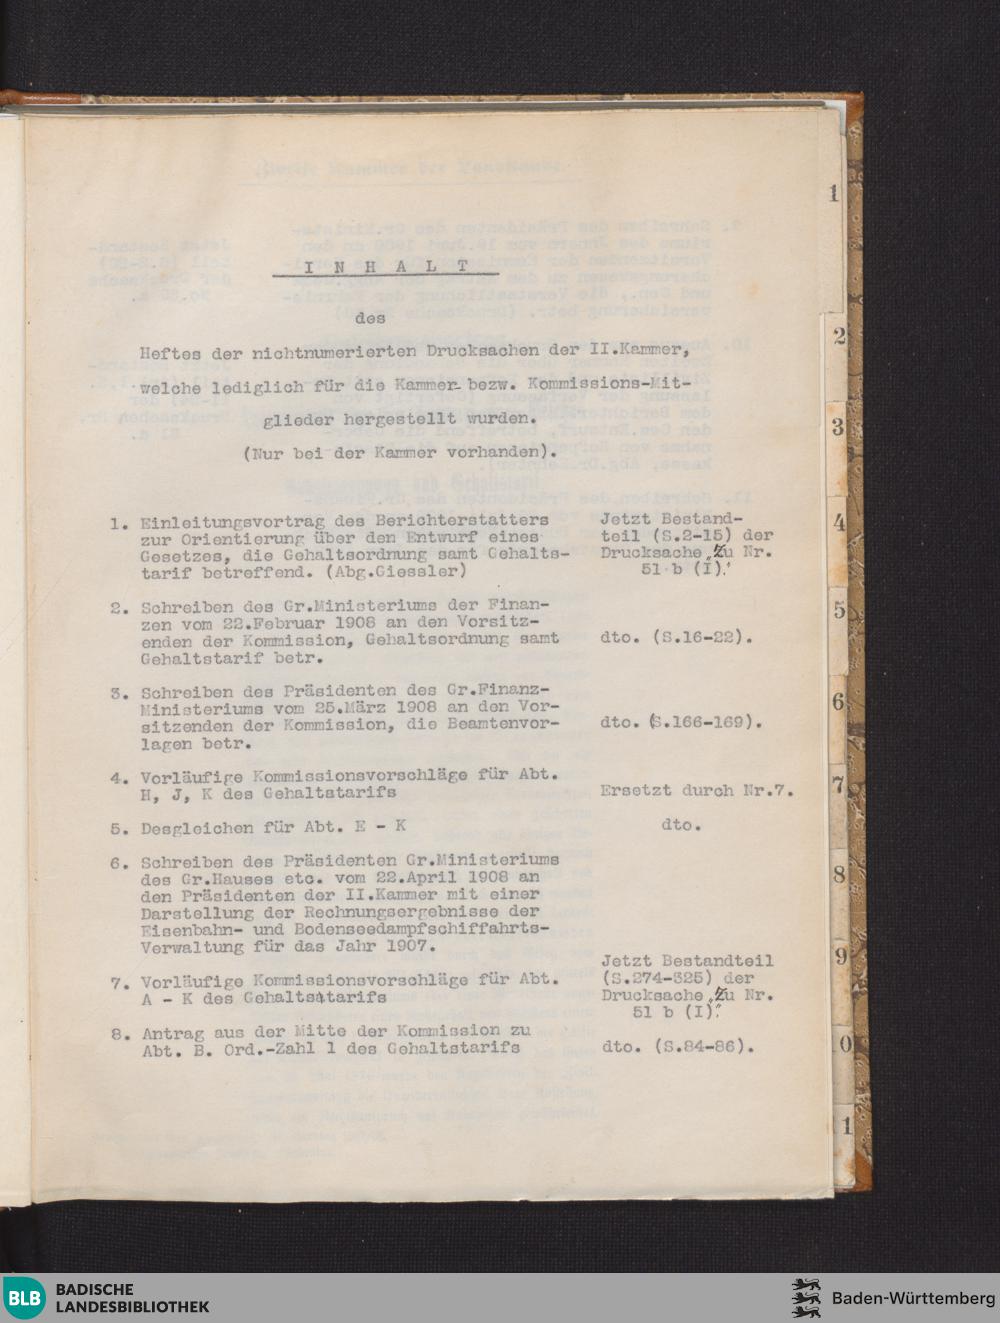 I N H A L T
des
Heftes der nichtnumerierten Drucksachen der II.Kammer,
welche lediglich für die Kammer- bezw. Kommissions-Mit-
glieder hergestellt wurden.
(Nur bei der Kammer vorhanden).
1. Einleitungsvortrag des Berichterstatters
zur Orientierung über den Entwurf eines
Gesetzes, die Gehaltsordnung samt Gehalts-
tarif betreffend. (Abg.Giessler)
Jetzt Bestand-
teil (S.2-15) der
Drucksache „Zu Nr.
51 b (I)."
2. Schreiben des Gr.Ministeriums der Finan-
zen vom 22.Februar 1908 an den Vorsitz-
enden der Kommission, Gehaltsordnung samt
Gehaltstarif betr.
dto. (S.16-22).
3. Schreiben des Präsidenten des Gr.Finanz-
Ministeriums vom 25.März 1908 an den Vor-
sitzenden der Kommission, die Beamtenvor-
lagen betr.
dto. (S.166-169).
4. Vorläufige Kommissionsvorschläge für Abt.
H, J, K des Gehaltstarifs
Ersetzt durch Nr.7.
5. Desgleichen für Abt. E - K
dto.
6. Schreiben des Präsidenten Gr.Ministeriums
des Gr.Hauses etc. vom 22.April 1908 an
den Präsidenten der II.Kammer mit einer
Darstellung der Rechnungsergebnisse der
Eisenbahn- und Bodenseedampfschiffahrts-
Verwaltung für das Jahr 1907.
7. Vorläufige Kommissionsvorschläge für Abt.
A - K des Gehaltstarifs
Jetzt Bestandteil
(S.274-325) der
Drucksache „Zu Nr.
51 b (I)."
8. Antrag aus der Mitte der Kommission zu
Abt. B. Ord.-Zahl 1 des Gehaltstarifs
dto. (S.84-86).
1
2
3
4
5
6
7
8
9
10
1
BLB BADISCHE
LANDESBIBLIOTHEK
Baden-Württemberg